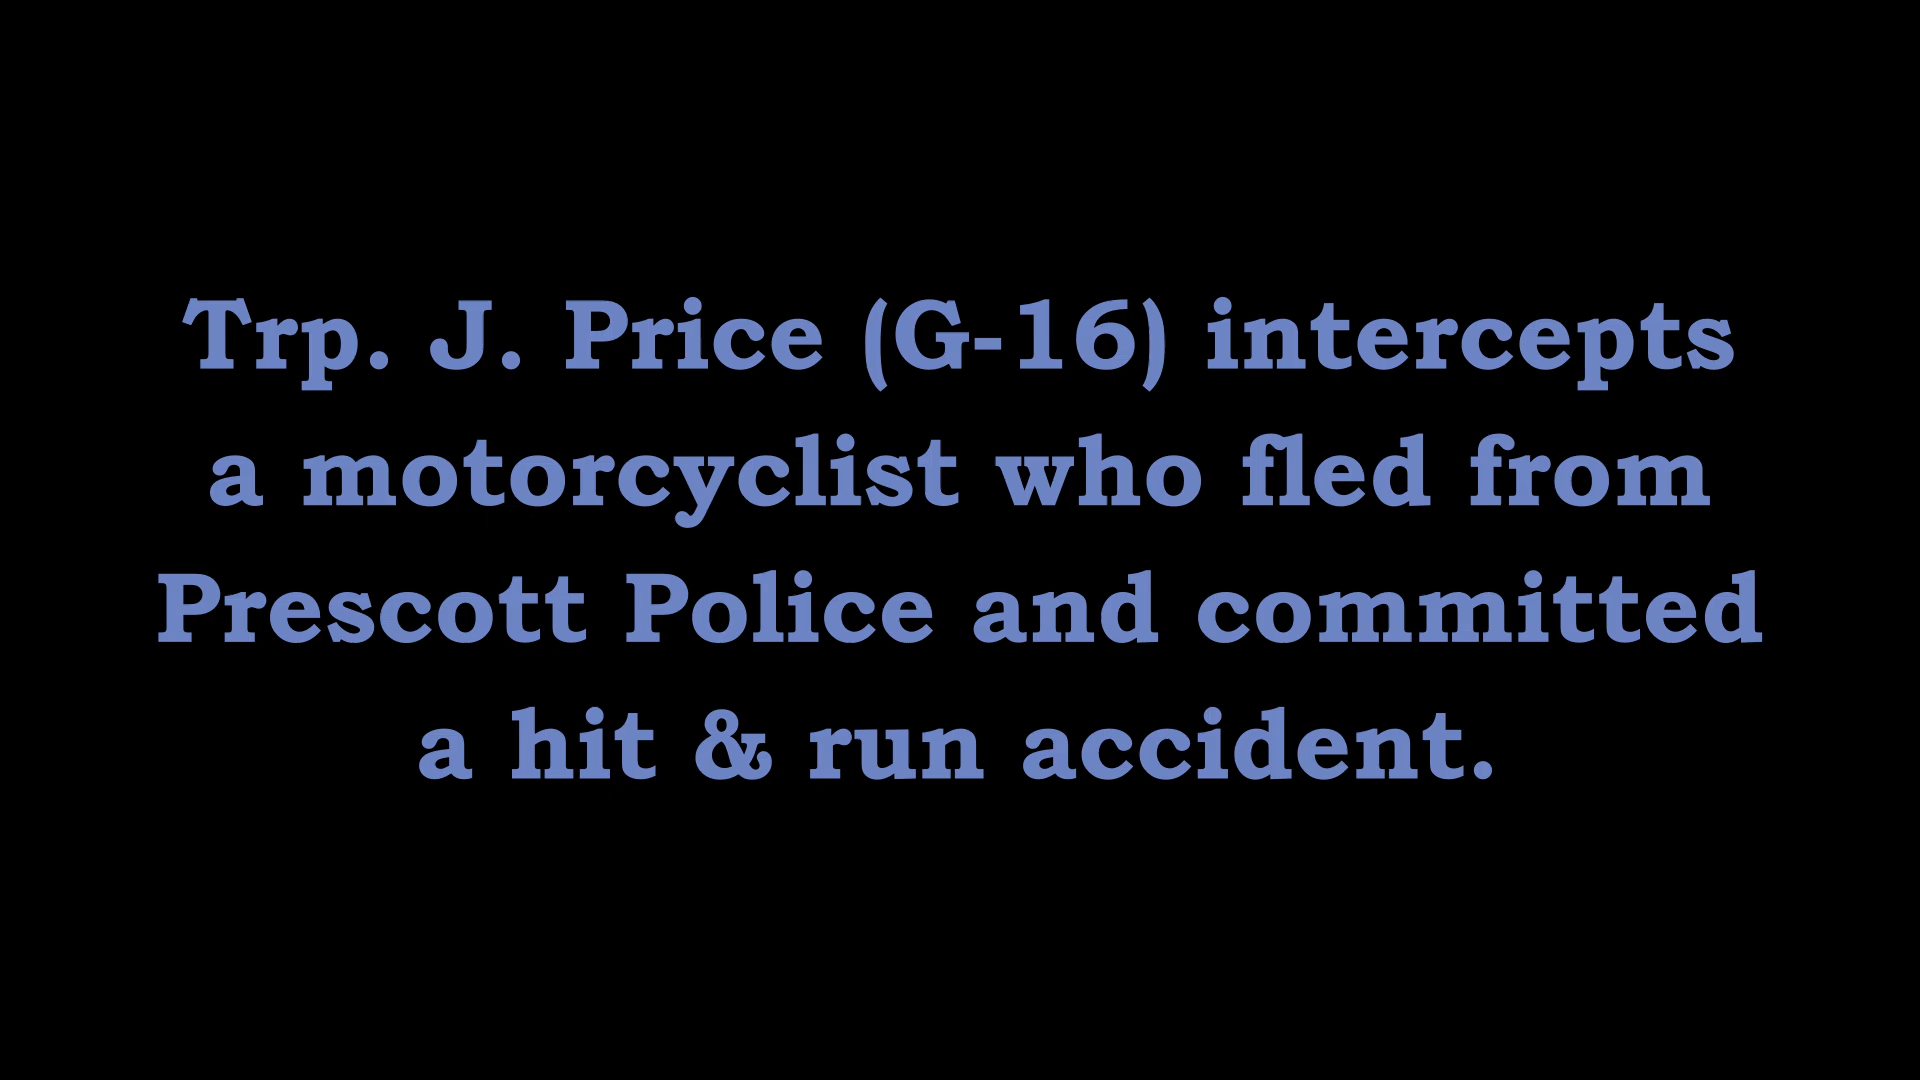 Trp. J. Price (G-16) intercepts
a motorcyclist who fled from
Prescott Police and committed
a hit & run accident.